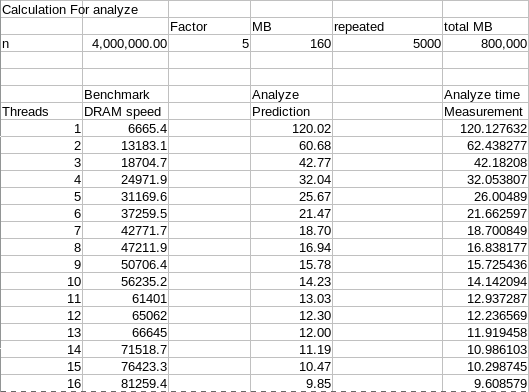 Calculation For analyze
Factor MB repeated total MB
n 4,000,000.00 5 160 5000 800,000
Benchmark Analyze Analyze time
Threads DRAM speed Prediction Measurement
1 6665.4 120.02 120.127632
2 13183.1 60.68 62.438277
3 18704.7 42.77 42.18208
4 24971.9 32.04 32.053807
5 31169.6 25.67 26.00489
6 37259.5 21.47 21.662597
7 42771.7 18.70 18.700849
8 47211.9 16.94 16.838177
9 50706.4 15.78 15.725436
10 56235.2 14.23 14.142094
11 61401 13.03 12.937287
12 65062 12.30 12.236569
13 66645 12.00 11.919458
14 71518.7 11.19 10.986103
15 76423.3 10.47 10.298745
16 81259.4 9.85 9.608579